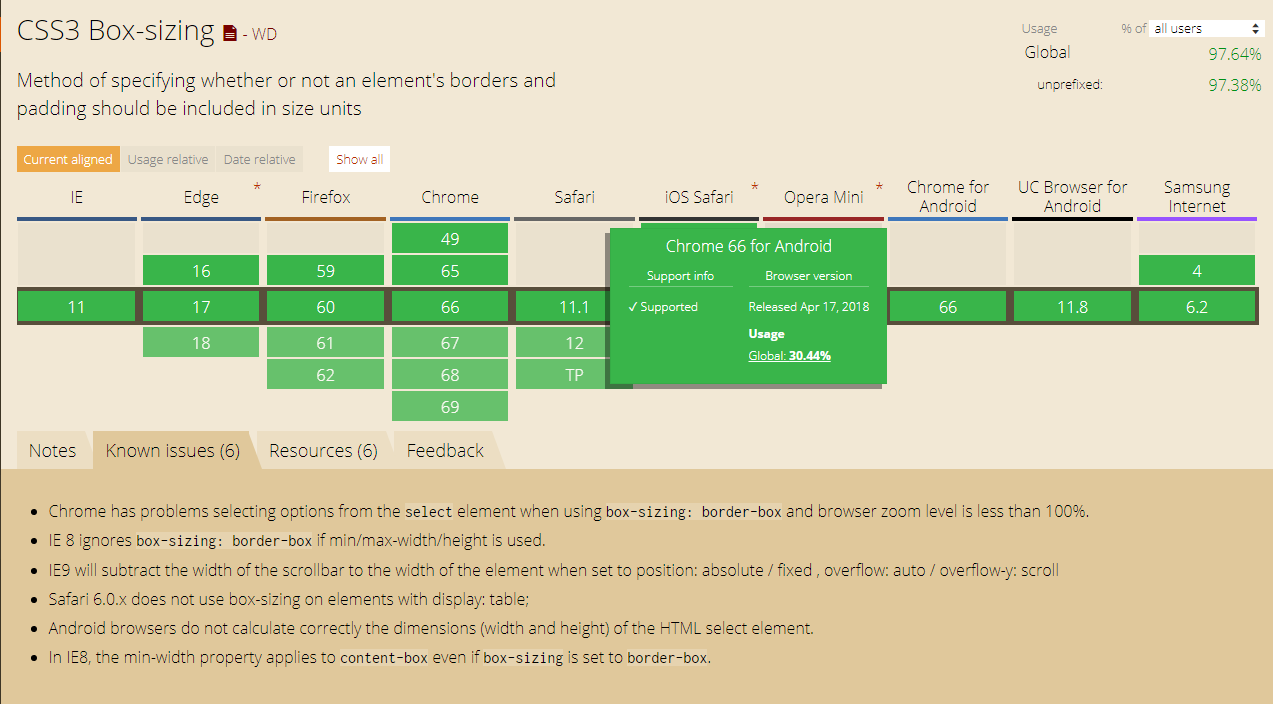 CSS3 Box-sizing - WD
Method of specifying whether or not an element's borders and
padding should be included in size units
Usage % of all users
Global 97.64%
unprefixed: 97.38%
Current aligned Usage relative Date relative Show all
IE Edge * Firefox Chrome Safari iOS Safari * Opera Mini * Chrome for Android UC Browser for Android Samsung Internet
49
16 59 65 4
11 17 60 66 11.1 66 11.8 6.2
18 61 67 12
62 68 TP
69
Chrome 66 for Android
Support info Browser version
✓ Supported Released Apr 17, 2018
Usage
Global: 30.44%
Notes Known issues (6) Resources (6) Feedback
• Chrome has problems selecting options from the select element when using box-sizing: border-box and browser zoom level is less than 100%.
• IE 8 ignores box-sizing: border-box if min/max-width/height is used.
• IE9 will subtract the width of the scrollbar to the width of the element when set to position: absolute / fixed , overflow: auto / overflow-y: scroll
• Safari 6.0.x does not use box-sizing on elements with display: table;
• Android browsers do not calculate correctly the dimensions (width and height) of the HTML select element.
• In IE8, the min-width property applies to content-box even if box-sizing is set to border-box.